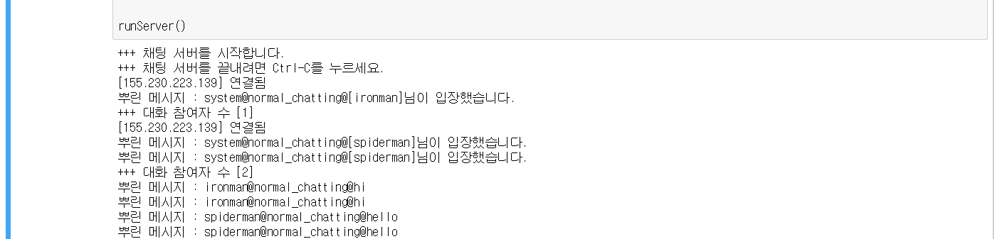 runServer()
+++ 채팅 서버를 시작합니다.
+++ 채팅 서버를 끝내려면 Ctrl-C를 누르세요.
[155.230.223.139] 연결됨
뿌린 메시지 : system@normal_chatting@[ironman]님이 입장했습니다.
+++ 대화 참여자 수 [1]
[155.230.223.139] 연결됨
뿌린 메시지 : system@normal_chatting@[spiderman]님이 입장했습니다.
뿌린 메시지 : system@normal_chatting@[spiderman]님이 입장했습니다.
+++ 대화 참여자 수 [2]
뿌린 메시지 : ironman@normal_chatting@hi
뿌린 메시지 : ironman@normal_chatting@hi
뿌린 메시지 : spiderman@normal_chatting@hello
뿌린 메시지 : spiderman@normal_chatting@hello